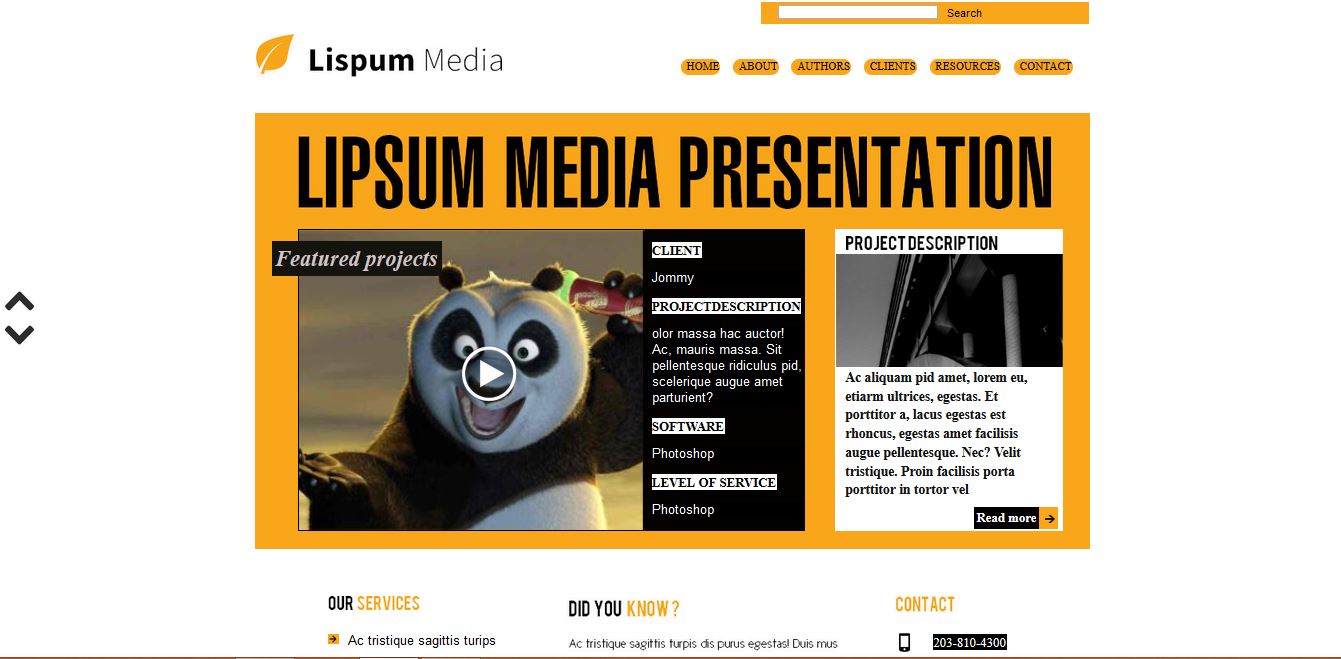 Search
Lispum Media
HOME ABOUT AUTHORS CLIENTS RESOURCES CONTACT
LIPSUM MEDIA PRESENTATION
Featured projects
CLIENT
Jommy
PROJECTDESCRIPTION
olor massa hac auctor!
Ac, mauris massa. Sit
pellentesque ridiculus pid,
scelerique augue amet
parturient?
SOFTWARE
Photoshop
LEVEL OF SERVICE
Photoshop
PROJECT DESCRIPTION
Ac aliquam pid amet, lorem eu,
etiarm ultrices, egestas. Et
porttitor a, lacus egestas est
rhoncus, egestas amet facilisis
augue pellentesque. Nec? Velit
tristique. Proin facilisis porta
porttitor in tortor vel
Read more
OUR SERVICES
Ac tristique sagittis turips
DID YOU KNOW ?
Ac tristique sagittis turpis dis purus egestas! Duis mus
CONTACT
203-810-4300